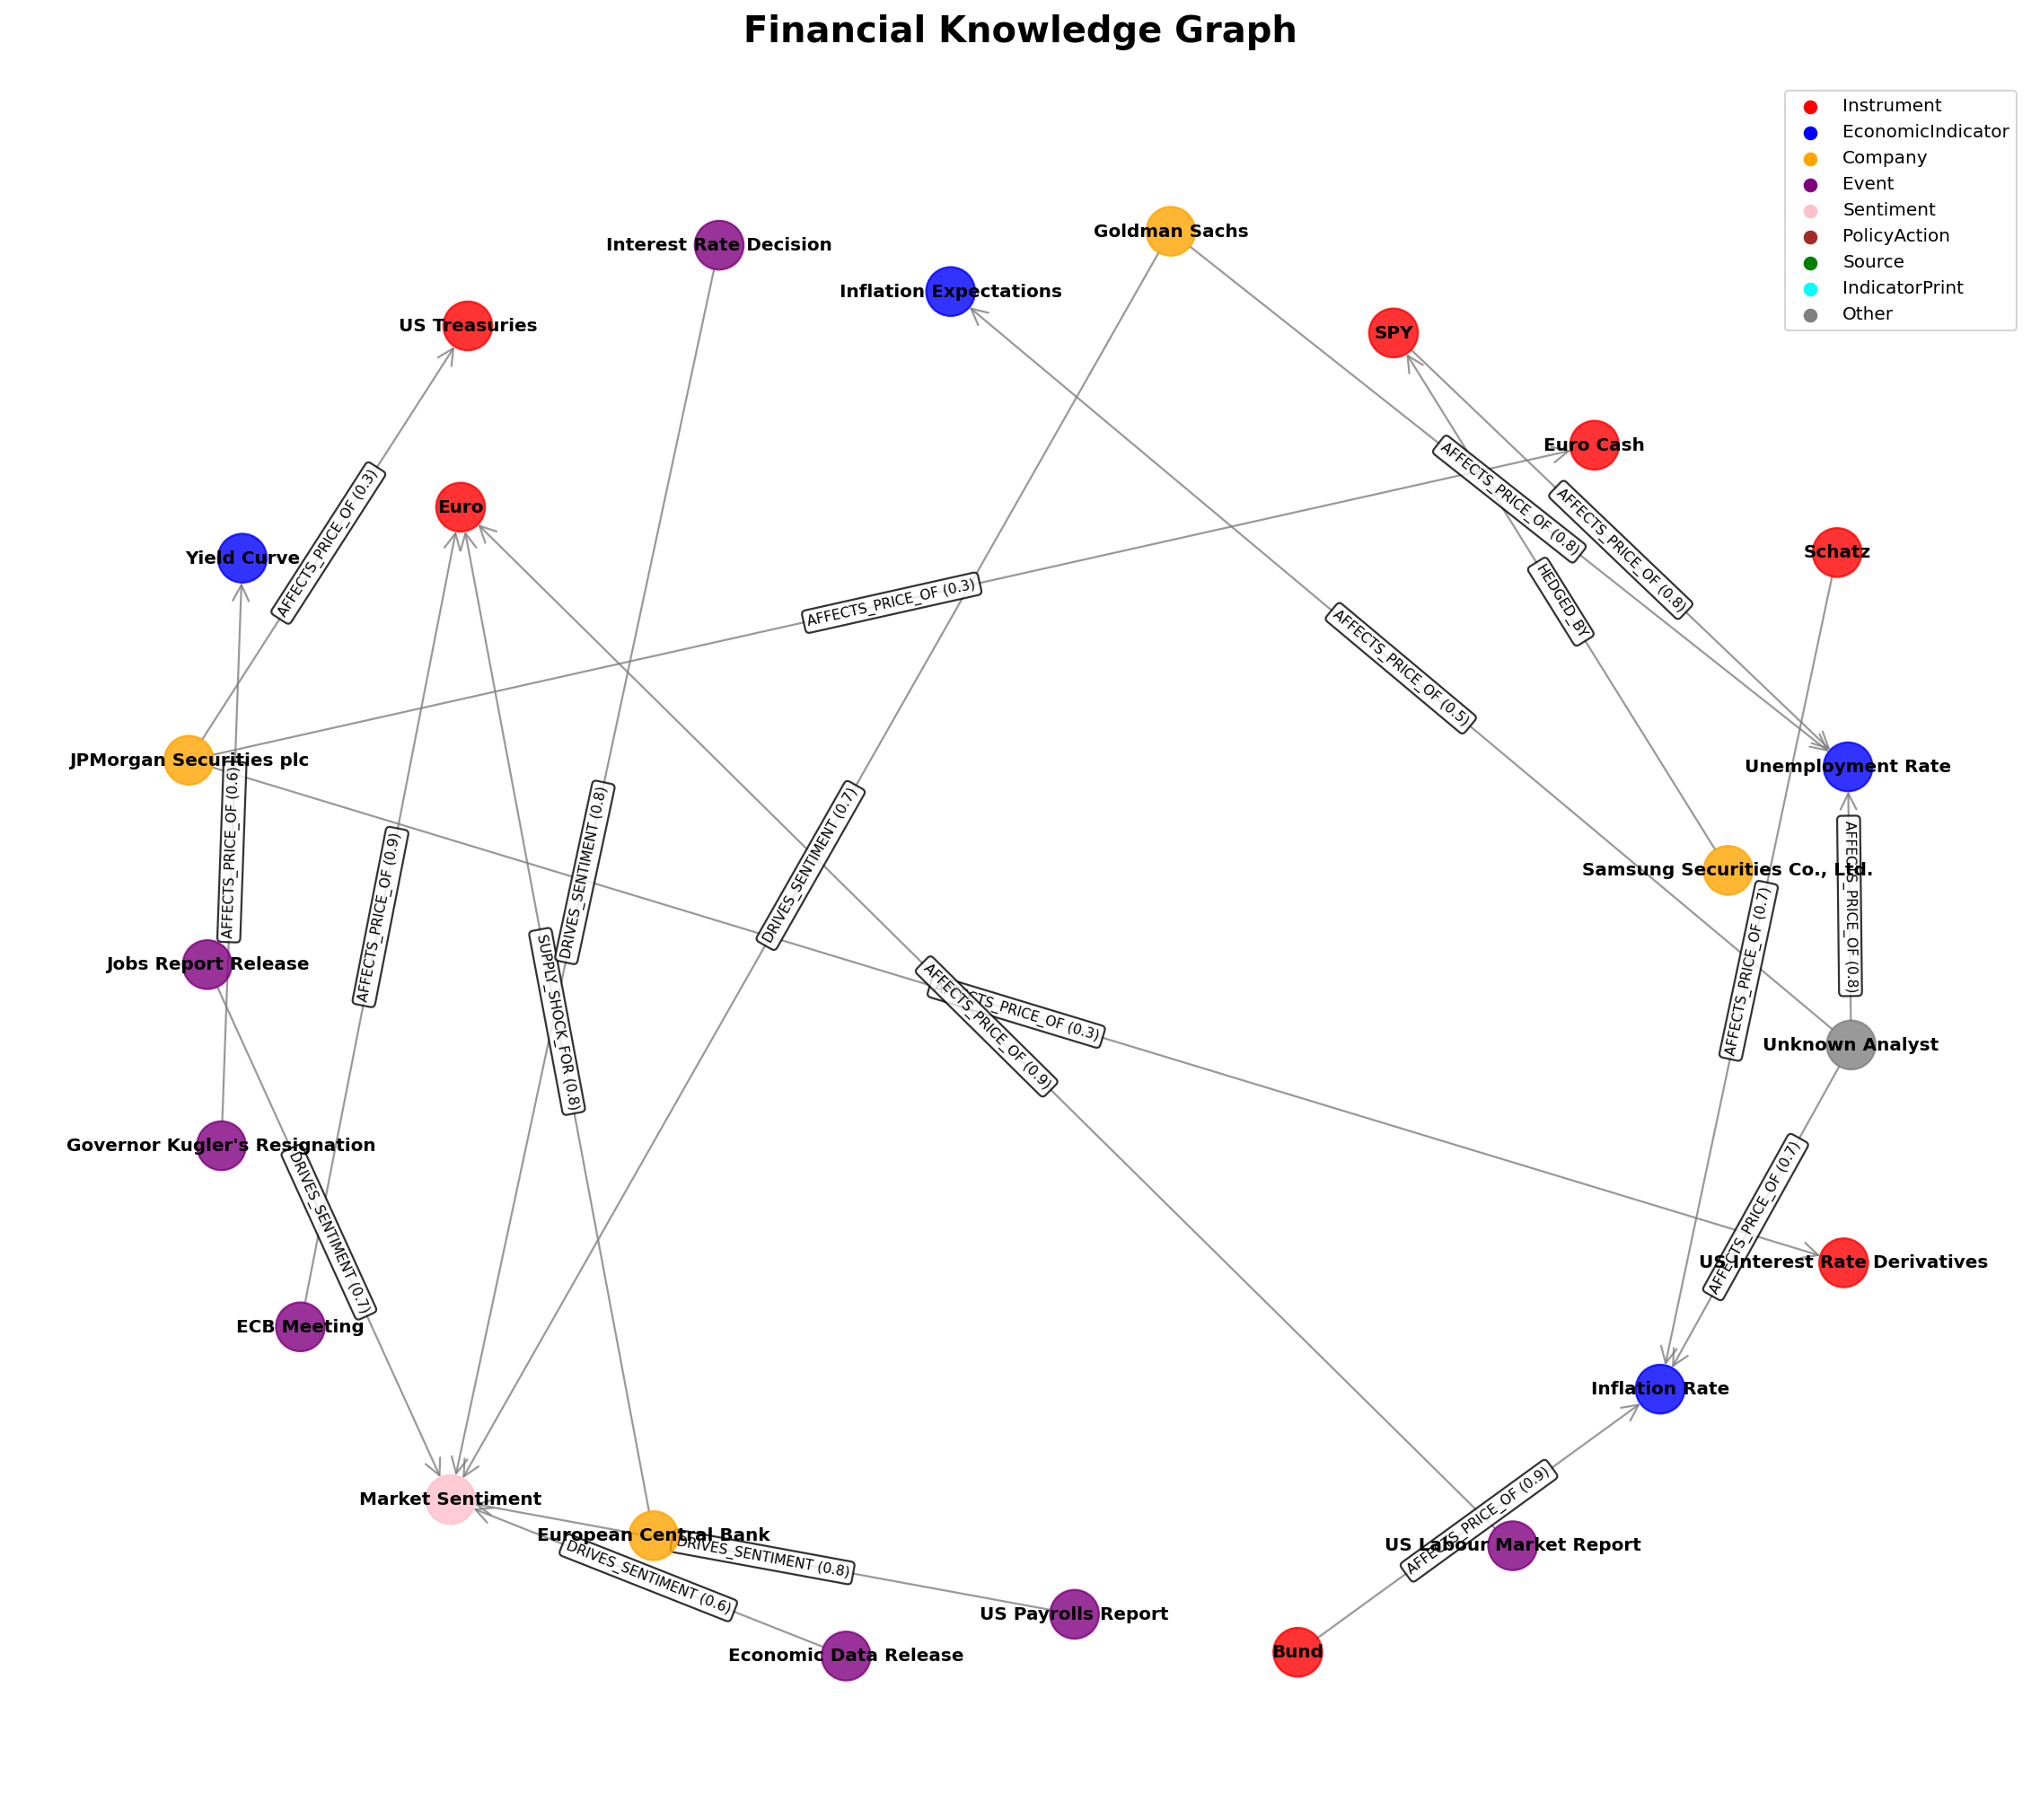 Financial Knowledge Graph
Instrument
EconomicIndicator
Company
Event
Sentiment
PolicyAction
Source
IndicatorPrint
Other
Goldman Sachs
Interest Rate Decision
Inflation Expectations
US Treasuries
SPY
Euro Cash
AFFECTS_PRICE_OF (0.8)
AFFECTS_PRICE_OF (0.8)
AFFECTS_PRICE_OF (0.3)
Euro
Schatz
Yield Curve
HEDGED_BY
AFFECTS_PRICE_OF (0.3)
AFFECTS_PRICE_OF (0.5)
JPMorgan Securities plc
Unemployment Rate
AFFECTS_PRICE_OF (0.6)
DRIVES_SENTIMENT (0.8)
DRIVES_SENTIMENT (0.7)
Samsung Securities Co., Ltd.
AFFECTS_PRICE_OF (0.8)
AFFECTS_PRICE_OF (0.9)
Jobs Report Release
AFFECTS_PRICE_OF (0.7)
SUPPLY_SHOCK_FOR (0.8)
AFFECTS_PRICE_OF (0.9)
CTS_PRICE_OF (0.3)
Unknown Analyst
Governor Kugler's Resignation
DRIVES_SENTIMENT (0.7)
AFFECTS_PRICE_OF (0.7)
US Interest Rate Derivatives
ECB Meeting
Inflation Rate
Market Sentiment
AFFECTS_PRICE_OF (0.9)
European Central Bank
US Labour Market Report
DRIVES_SENTIMENT (0.8)
DRIVES_SENTIMENT (0.6)
US Payrolls Report
Economic Data Release
Bund